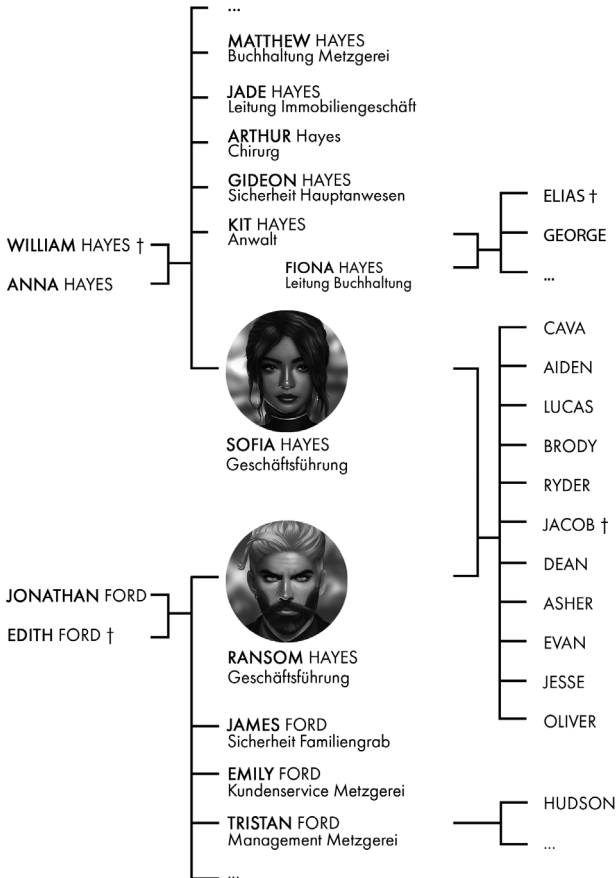 ...
MATTHEW HAYES
Buchhaltung Metzgerei
JADE HAYES
Leitung Immobiliengeschäft
ARTHUR Hayes
Chirurg
GIDEON HAYES
Sicherheit Hauptanwesen
KIT HAYES
Anwalt
FIONA HAYES
Leitung Buchhaltung
ELIAS †
GEORGE
...
WILLIAM HAYES †
ANNA HAYES
SOFIA HAYES
Geschäftsführung
CAVA
AIDEN
LUCAS
BRODY
RYDER
JACOB †
DEAN
ASHER
EVAN
JESSE
OLIVER
JONATHAN FORD
EDITH FORD †
RANSOM HAYES
Geschäftsführung
JAMES FORD
Sicherheit Familiengrab
EMILY FORD
Kundenservice Metzgerei
TRISTAN FORD
Management Metzgerei
HUDSON
...
...